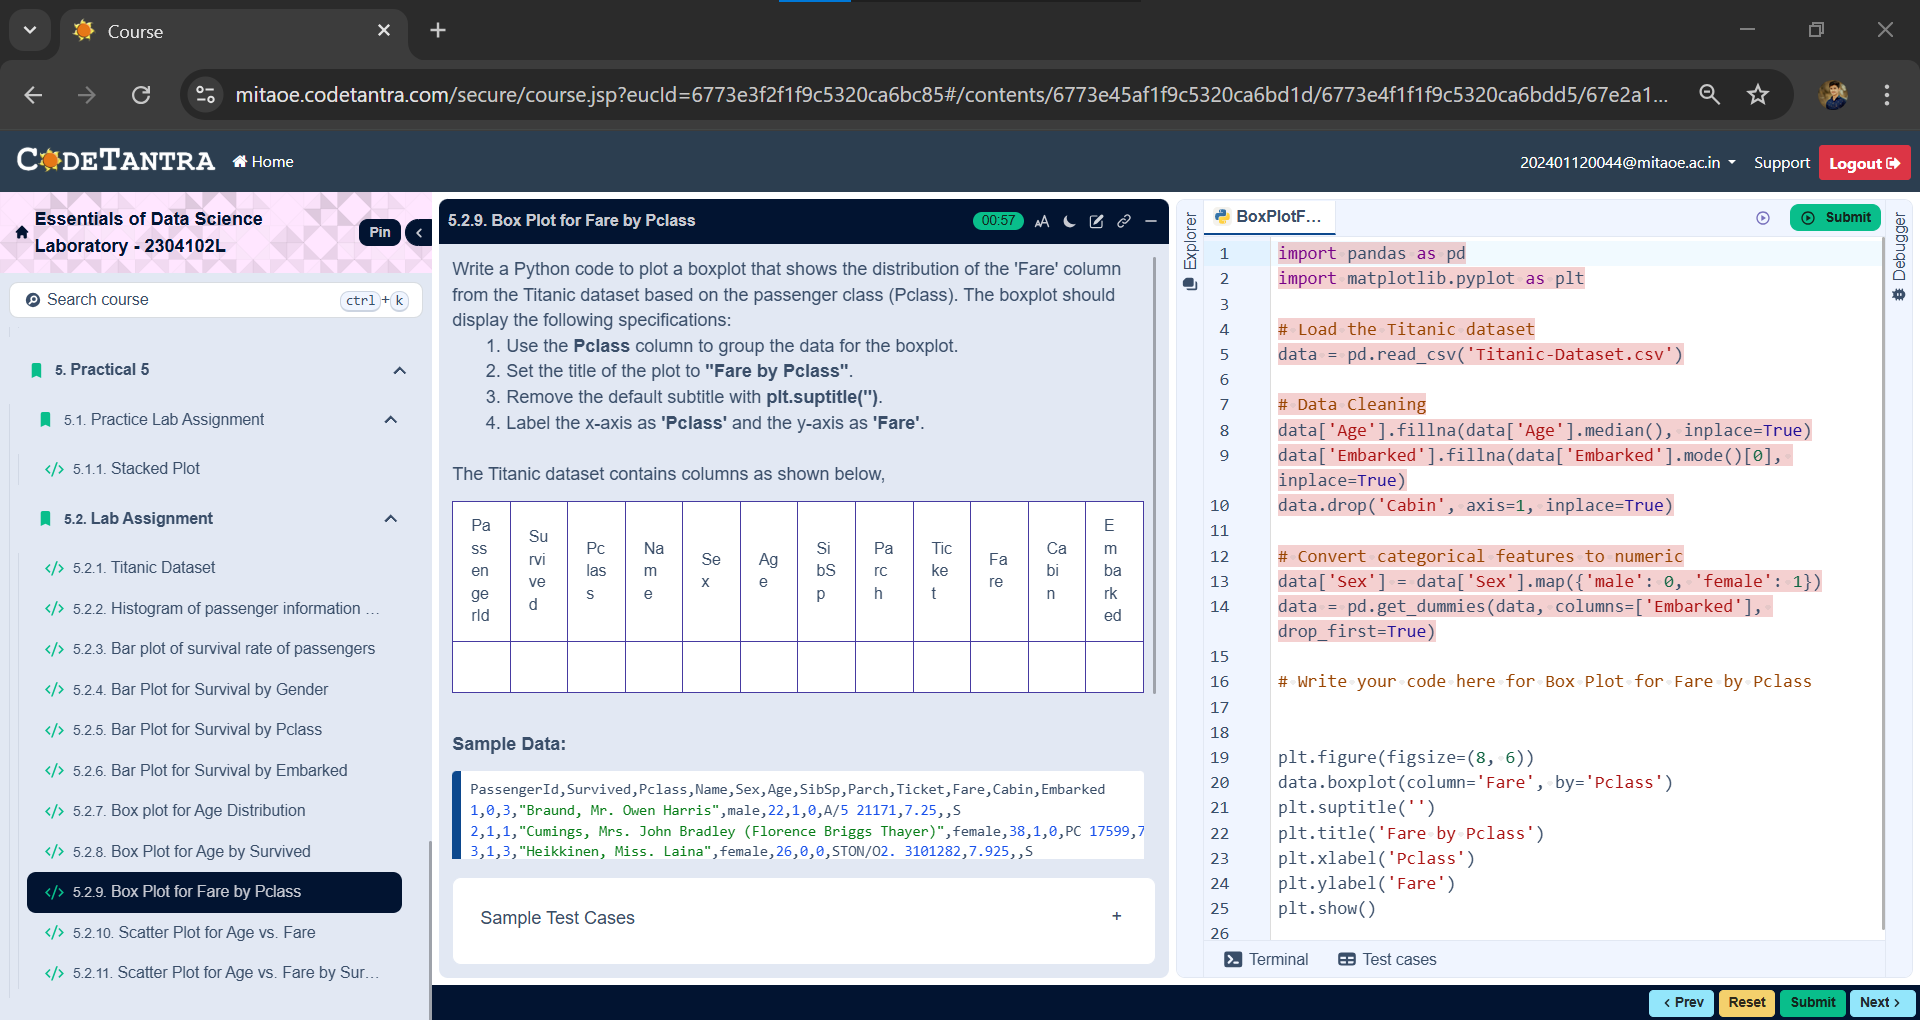 Course
mitaoe.codetantra.com/secure/course.jsp?eucId=6773e3f2f1f9c5320ca6bc85#/contents/6773e45af1f9c5320ca6bd1d/6773e4f1f1f9c5320ca6bdd5/67e2a1...
CODETANTRA
Home
202401120044@mitaoe.ac.in
Support
Logout
Essentials of Data Science
Laboratory - 2304102L
Pin
Search course
ctrl + k
5. Practical 5
5.1. Practice Lab Assignment
5.1.1. Stacked Plot
5.2. Lab Assignment
5.2.1. Titanic Dataset
5.2.2. Histogram of passenger information ...
5.2.3. Bar plot of survival rate of passengers
5.2.4. Bar Plot for Survival by Gender
5.2.5. Bar Plot for Survival by Pclass
5.2.6. Bar Plot for Survival by Embarked
5.2.7. Box plot for Age Distribution
5.2.8. Box Plot for Age by Survived
5.2.9. Box Plot for Fare by Pclass
5.2.10. Scatter Plot for Age vs. Fare
5.2.11. Scatter Plot for Age vs. Fare by Sur...
5.2.9. Box Plot for Fare by Pclass
00:57
AA
Write a Python code to plot a boxplot that shows the distribution of the 'Fare' column
from the Titanic dataset based on the passenger class (Pclass). The boxplot should
display the following specifications:
1. Use the Pclass column to group the data for the boxplot.
2. Set the title of the plot to "Fare by Pclass".
3. Remove the default subtitle with plt.suptitle('').
4. Label the x-axis as 'Pclass' and the y-axis as 'Fare'.
The Titanic dataset contains columns as shown below,
PassengerId
Survived
Pclass
Name
Sex
Age
SibSp
Parch
Ticket
Fare
Cabin
Embarked
Sample Data:
PassengerId,Survived,Pclass,Name,Sex,Age,SibSp,Parch,Ticket,Fare,Cabin,Embarked
1,0,3,"Braund, Mr. Owen Harris",male,22,1,0,A/5 21171,7.25,,S
2,1,1,"Cumings, Mrs. John Bradley (Florence Briggs Thayer)",female,38,1,0,PC 17599,7
3,1,3,"Heikkinen, Miss. Laina",female,26,0,0,STON/O2. 3101282,7.925,,S
Sample Test Cases
+
Explorer
BoxPlotF...
Submit
Debugger
1 import pandas as pd
2 import matplotlib.pyplot as plt
3
4 # Load the Titanic dataset
5 data = pd.read_csv('Titanic-Dataset.csv')
6
7 # Data Cleaning
8 data['Age'].fillna(data['Age'].median(), inplace=True)
9 data['Embarked'].fillna(data['Embarked'].mode()[0],
inplace=True)
10 data.drop('Cabin', axis=1, inplace=True)
11
12 # Convert categorical features to numeric
13 data['Sex'] = data['Sex'].map({'male': 0, 'female': 1})
14 data = pd.get_dummies(data, columns=['Embarked'],
drop_first=True)
15
16 # Write your code here for Box Plot for Fare by Pclass
17
18
19 plt.figure(figsize=(8, 6))
20 data.boxplot(column='Fare', by='Pclass')
21 plt.suptitle('')
22 plt.title('Fare by Pclass')
23 plt.xlabel('Pclass')
24 plt.ylabel('Fare')
25 plt.show()
26
Terminal
Test cases
< Prev
Reset
Submit
Next >